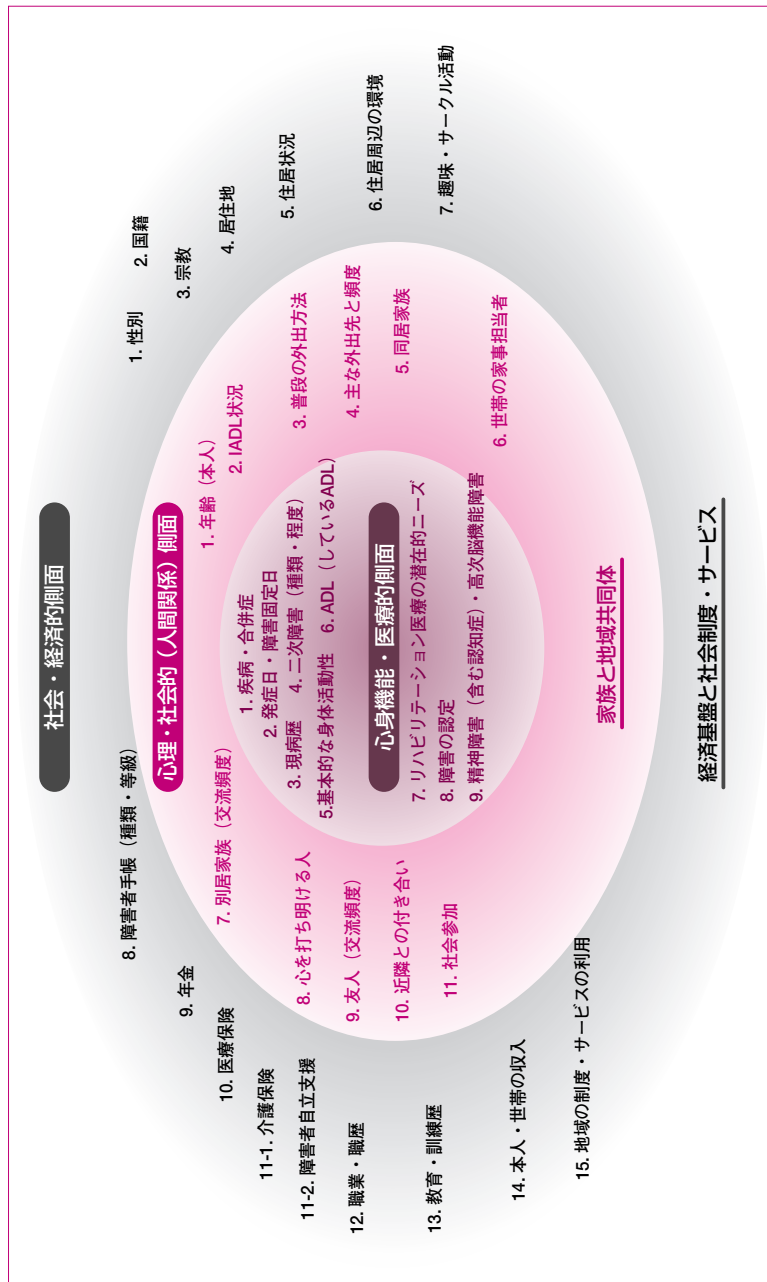 社会・経済的側面
1. 性別
2. 国籍
3. 宗教
4. 居住地
5. 住居状況
6. 住居周辺の環境
7. 趣味・サークル活動
8. 障害者手帳（種類・等級）
9. 年金
10. 医療保険
11-1. 介護保険
11-2. 障害者自立支援
12. 職業・職歴
13. 教育・訓練歴
14. 本人・世帯の収入
15. 地域の制度・サービスの利用
経済基盤と社会制度・サービス
心理・社会的（人間関係）側面
1. 年齢（本人）
2. IADL状況
3. 普段の外出方法
4. 主な外出先と頻度
5. 同居家族
6. 世帯の家事担当者
7. 別居家族（交流頻度）
8. 心を打ち明ける人
9. 友人（交流頻度）
10. 近隣との付き合い
11. 社会参加
家族と地域共同体
1. 疾病・合併症
2. 発症日・障害固定日
3. 現病歴 4. 二次障害（種類・程度）
5.基本的な身体活動性 6. ADL（しているADL）
心身機能・医療的側面
7. リハビリテーション医療の潜在的ニーズ
8. 障害の認定
9. 精神障害（含む認知症）・高次脳機能障害